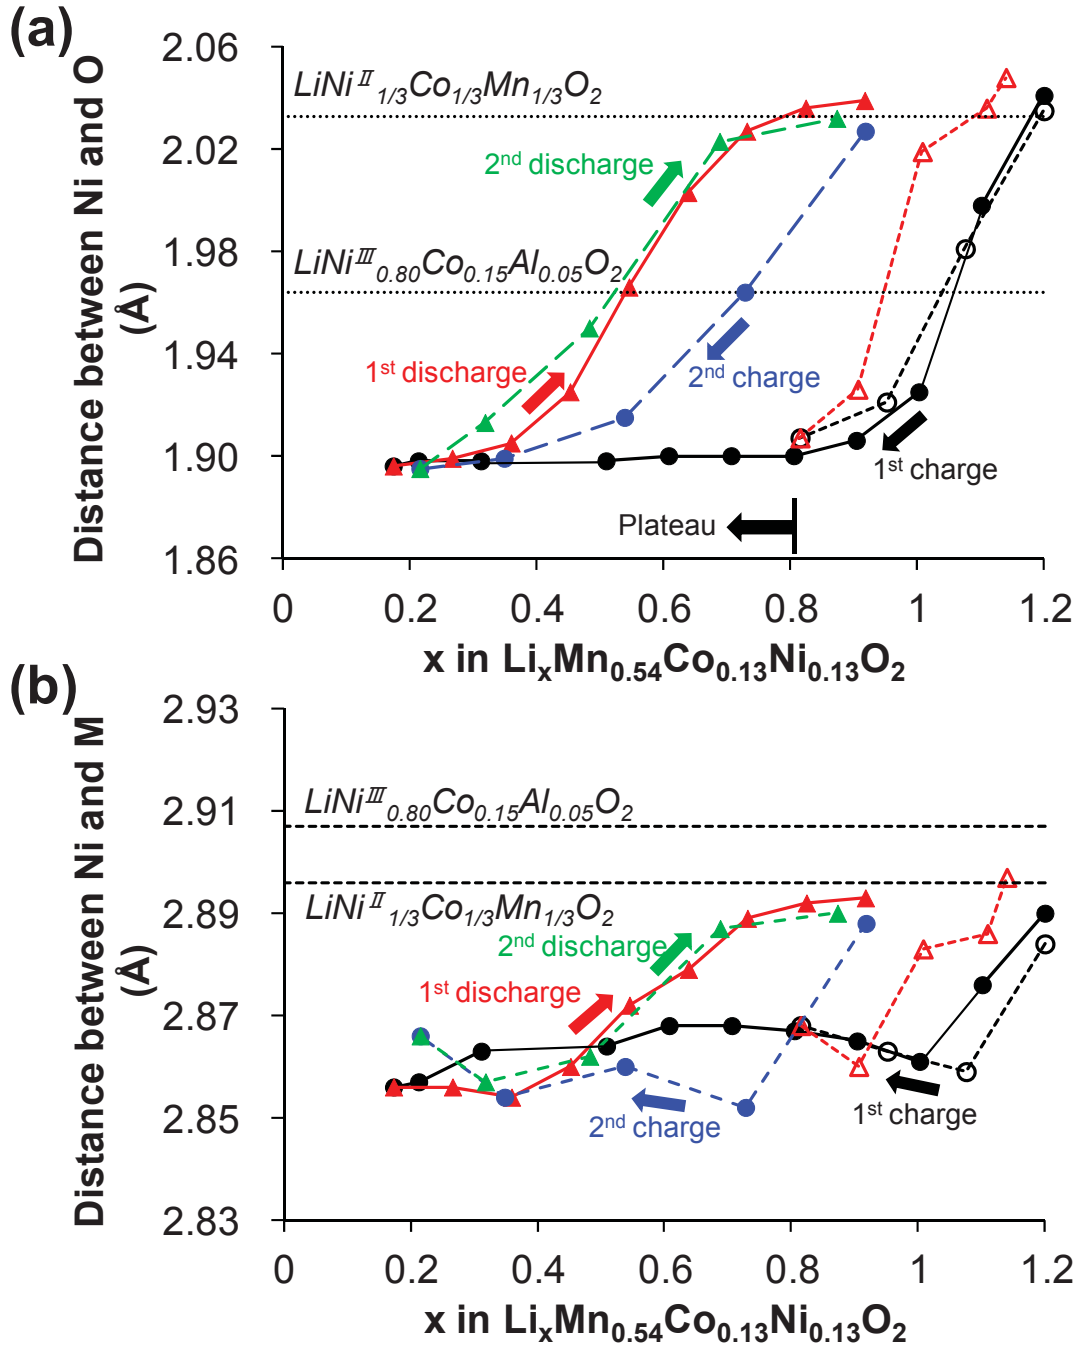 (a)
Distance between Ni and O
(Å)
2.06
2.02
1.98
1.94
1.90
1.86
LiNiᴵᴵ1/3Co1/3Mn1/3O2
2nd discharge
LiNiᴵᴵᴵ0.80Co0.15Al0.05O2
1st discharge
2nd charge
1st charge
Plateau
0 0.2 0.4 0.6 0.8 1 1.2
x in LixMn0.54Co0.13Ni0.13O2
(b)
Distance between Ni and M
(Å)
2.93
2.91
2.89
2.87
2.85
2.83
LiNiᴵᴵᴵ0.80Co0.15Al0.05O2
LiNiᴵᴵ1/3Co1/3Mn1/3O2
2nd discharge
1st discharge
2nd charge
1st charge
0 0.2 0.4 0.6 0.8 1 1.2
x in LixMn0.54Co0.13Ni0.13O2